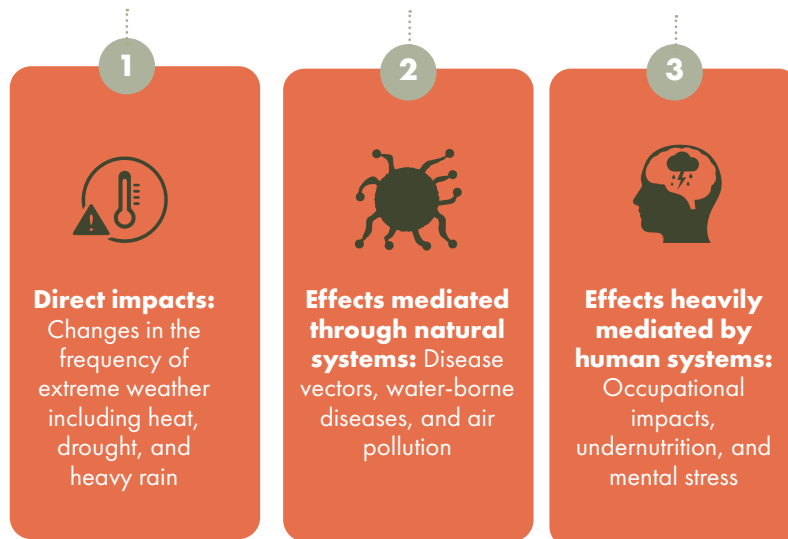 1
Direct impacts:
Changes in the
frequency of
extreme weather
including heat,
drought, and
heavy rain
2
Effects mediated
through natural
systems: Disease
vectors, water-borne
diseases, and air
pollution
3
Effects heavily
mediated by
human systems:
Occupational
impacts,
undernutrition, and
mental stress